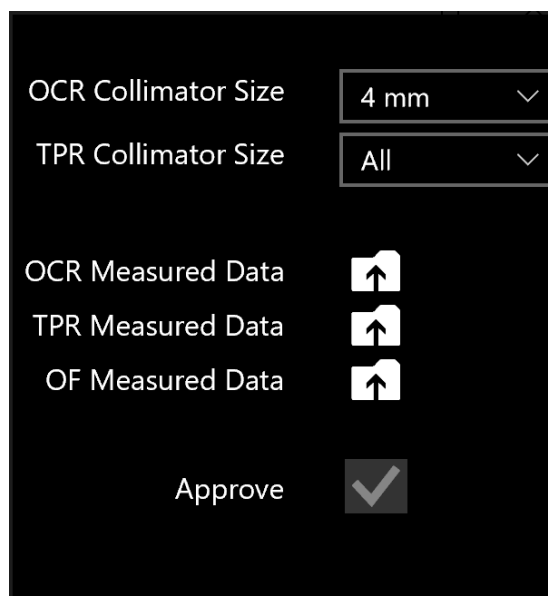 OCR Collimator Size 4 mm
TPR Collimator Size All
OCR Measured Data
TPR Measured Data
OF Measured Data
Approve